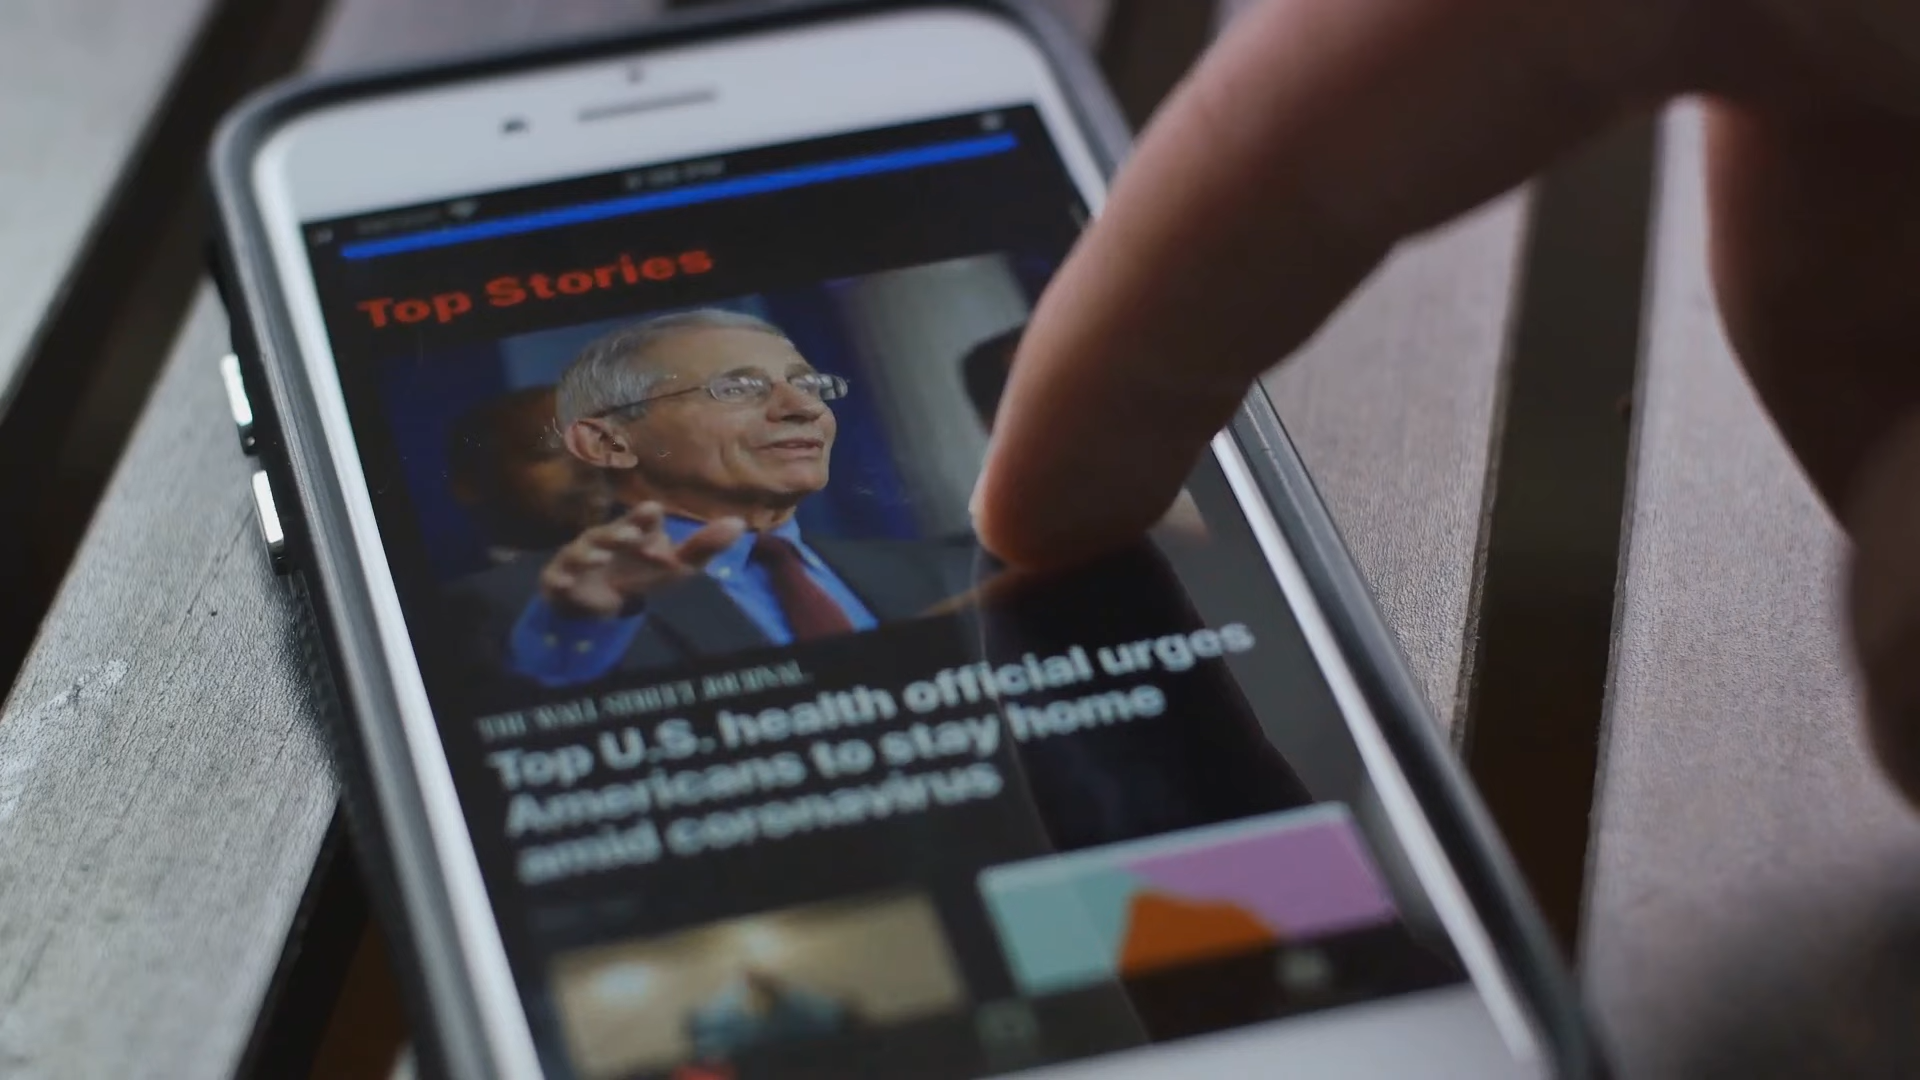 Top Stories
THE WALL STREET JOURNAL
Top U.S. health official urges
Americans to stay home
amid coronavirus